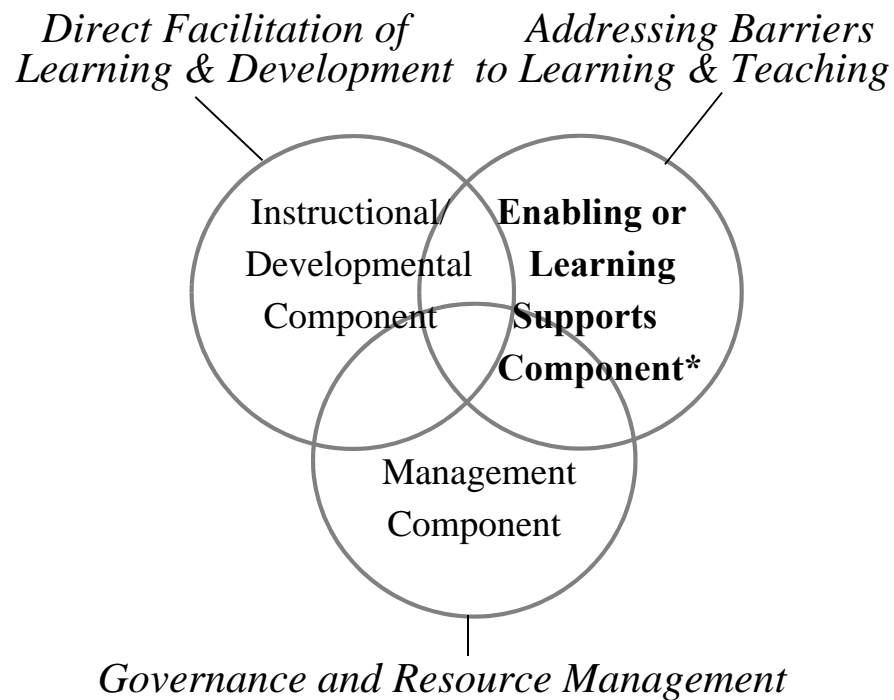 Direct Facilitation of
Learning & Development
Addressing Barriers
to Learning & Teaching
Instructional/
Developmental
Component
Enabling or
Learning
Supports
Component*
Management
Component
Governance and Resource Management